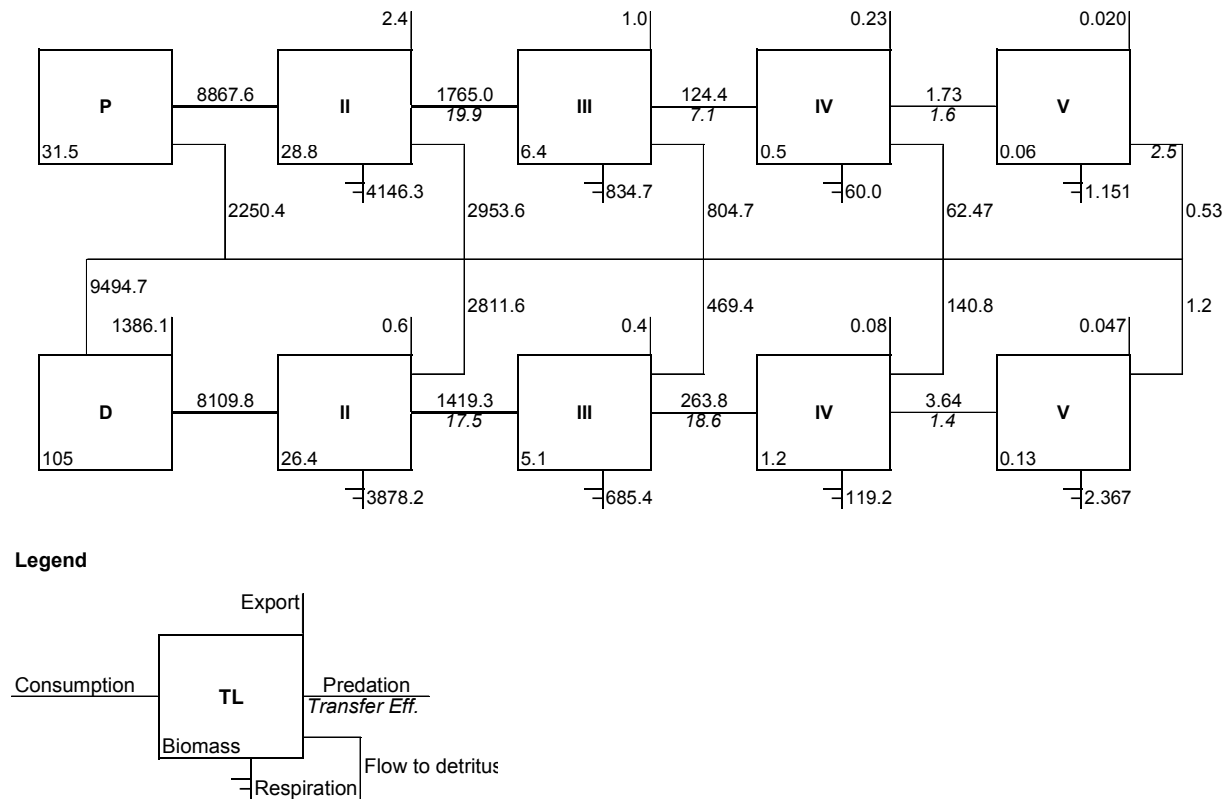 2.4
1.0
0.23
0.020
P
8867.6
II
1765.0
19.9
III
124.4
7.1
IV
1.73
1.6
V
31.5
28.8
6.4
0.5
0.06
2.5
4146.3
834.7
60.0
1.151
2250.4
2953.6
804.7
62.47
0.53
9494.7
2811.6
469.4
140.8
1.2
1386.1
0.6
0.4
0.08
0.047
D
8109.8
II
1419.3
17.5
III
263.8
18.6
IV
3.64
1.4
V
105
26.4
5.1
1.2
0.13
3878.2
685.4
119.2
2.367
Legend
Export
Consumption
TL
Predation
Transfer Eff.
Biomass
Flow to detritus
Respiration